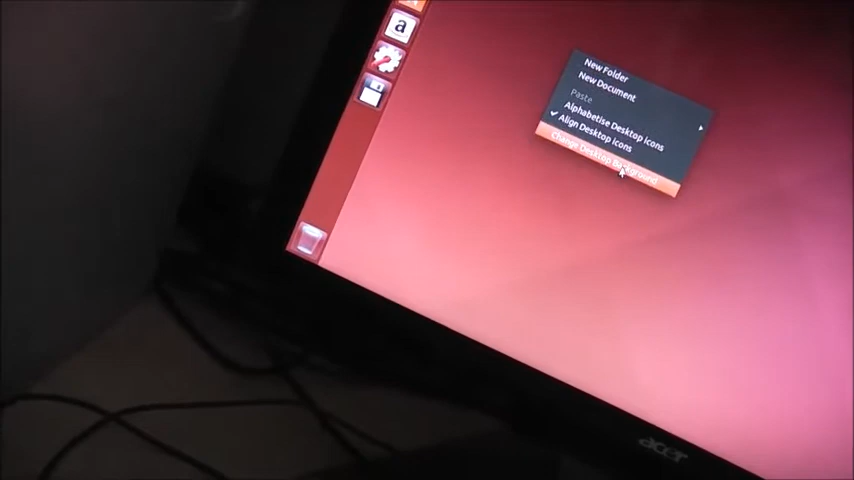 a
New Folder
New Document
Paste
Alphabetise Desktop Icons
Align Desktop Icons
Change Desktop Background
acer